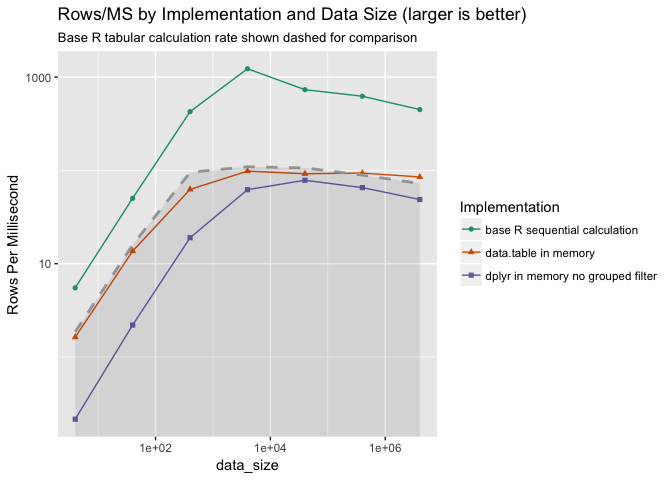 Rows/MS by Implementation and Data Size (larger is better)
Base R tabular calculation rate shown dashed for comparison
Rows Per Millisecond
1000
10
1e+02
1e+04
1e+06
data_size
Implementation
base R sequential calculation
data.table in memory
dplyr in memory no grouped filter